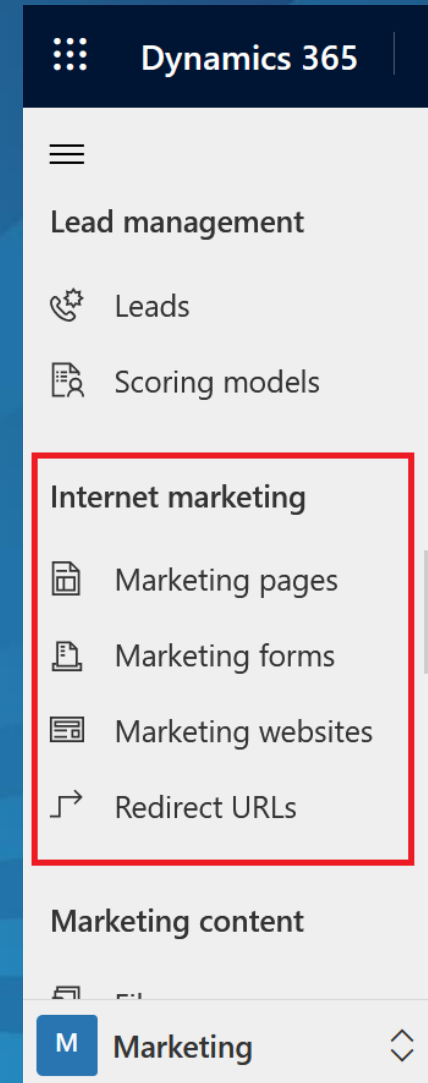 Dynamics 365
Lead management
Leads
Scoring models
Internet marketing
Marketing pages
Marketing forms
Marketing websites
Redirect URLs
Marketing content
M Marketing